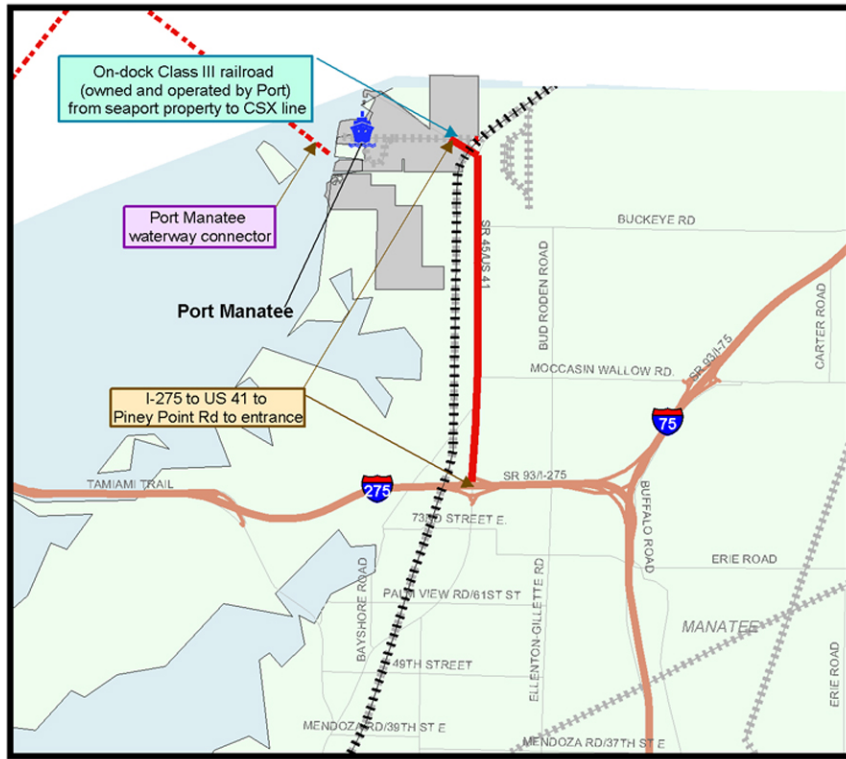 On-dock Class III railroad
(owned and operated by Port)
from seaport property to CSX line
Port Manatee
waterway connector
Port Manatee
I-275 to US 41 to
Piney Point Rd to entrance
SR 45/US 41
BUCKEYE RD
BUD RODEN ROAD
CARTER ROAD
SR 93/I-75
MOCCASIN WALLOW RD.
75
TAMIAMI TRAIL
275
SR 93/I-275
73ND STREET E.
BUFFALO ROAD
ERIE ROAD
BAYSHORE ROAD
ELLENTON-GILLETTE RD
PALM VIEW RD/61ST ST
MANATEE
49TH STREET
ERIE ROAD
MENDOZA RD/39TH ST E
MENDOZA RD/37TH ST E